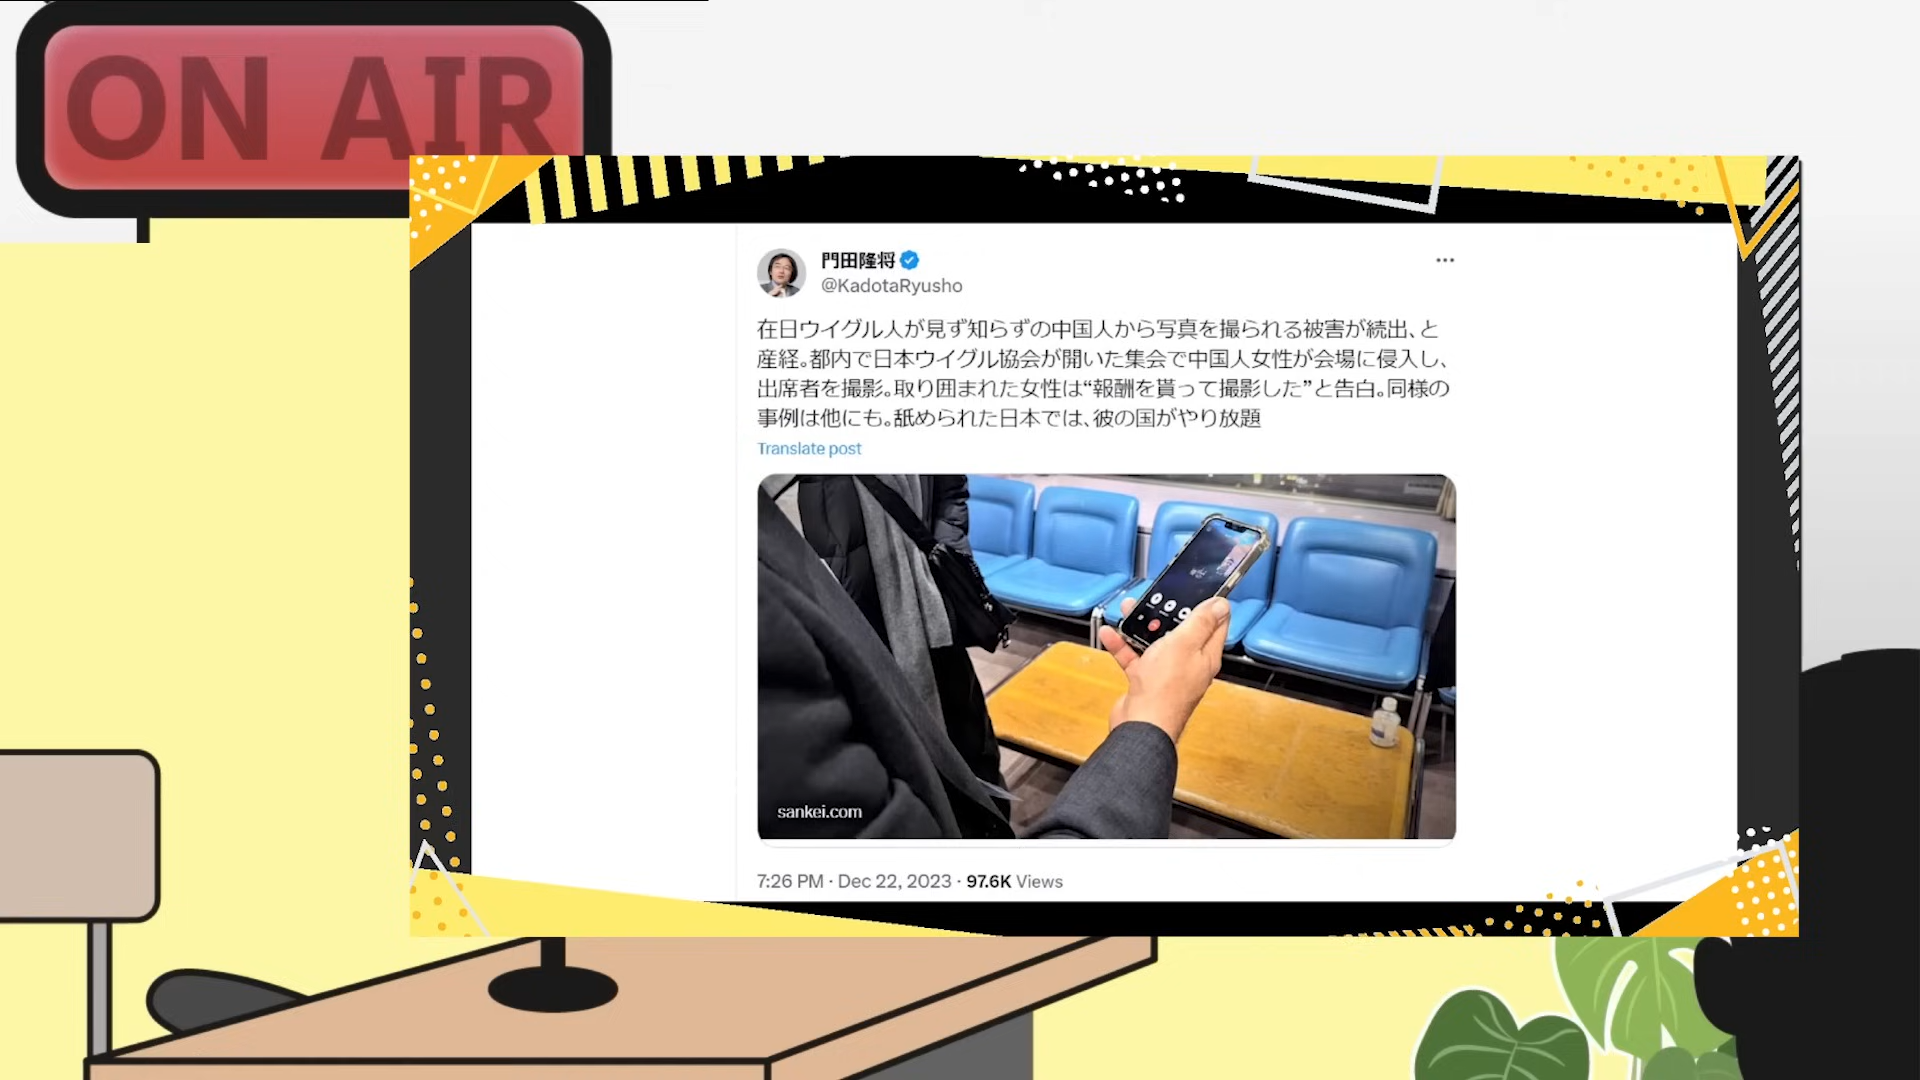 ON AIR
門田隆将
@KadotaRyusho
在日ウイグル人が見ず知らずの中国人から写真を撮られる被害が続出、と
産経。都内で日本ウイグル協会が開いた集会で中国人女性が会場に侵入し、
出席者を撮影。取り囲まれた女性は“報酬を貰って撮影した”と告白。同様の
事例は他にも。舐められた日本では、彼の国がやり放題
Translate post
sankei.com
7:26 PM · Dec 22, 2023 · 97.6K Views